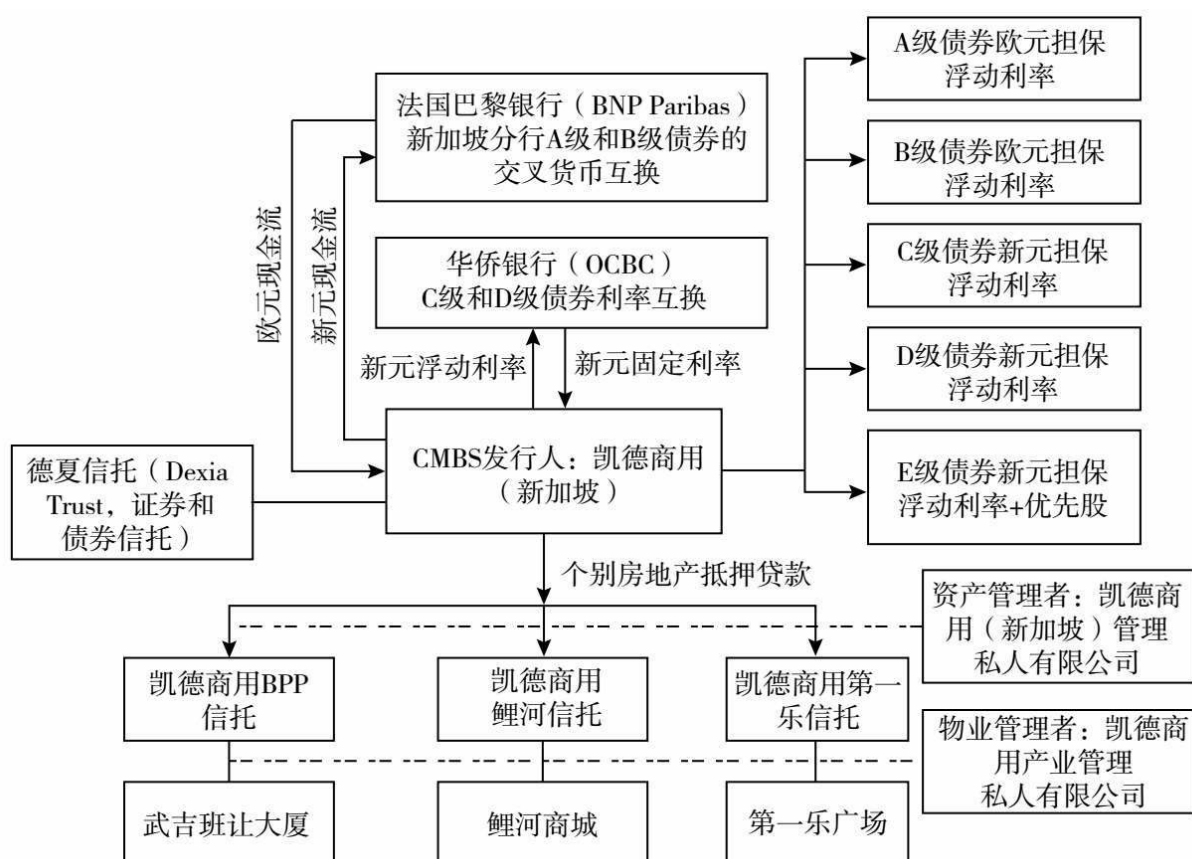 A级债券欧元担保
浮动利率
法国巴黎银行（BNP Paribas）
新加坡分行A级和B级债券的
交叉货币互换
B级债券欧元担保
浮动利率
欧元现金流
新元现金流
华侨银行（OCBC）
C级和D级债券利率互换
C级债券新元担保
浮动利率
新元浮动利率
新元固定利率
D级债券新元担保
浮动利率
德夏信托（Dexia
Trust，证券和
债券信托）
CMBS发行人：凯德商用
（新加坡）
E级债券新元担保
浮动利率+优先股
个别房地产抵押贷款
资产管理者：凯德商
用（新加坡）管理
私人有限公司
凯德商用BPP
信托
凯德商用
鲤河信托
凯德商用第一
乐信托
物业管理者：凯德商
用产业管理
私人有限公司
武吉班让大厦
鲤河商城
第一乐广场